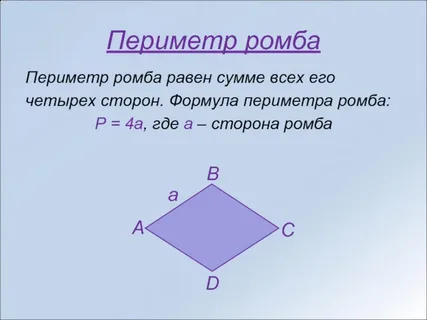 Периметр ромба
Периметр ромба равен сумме всех его
четырех сторон. Формула периметра ромба:
P = 4a, где a – сторона ромба
B
a
A
C
D